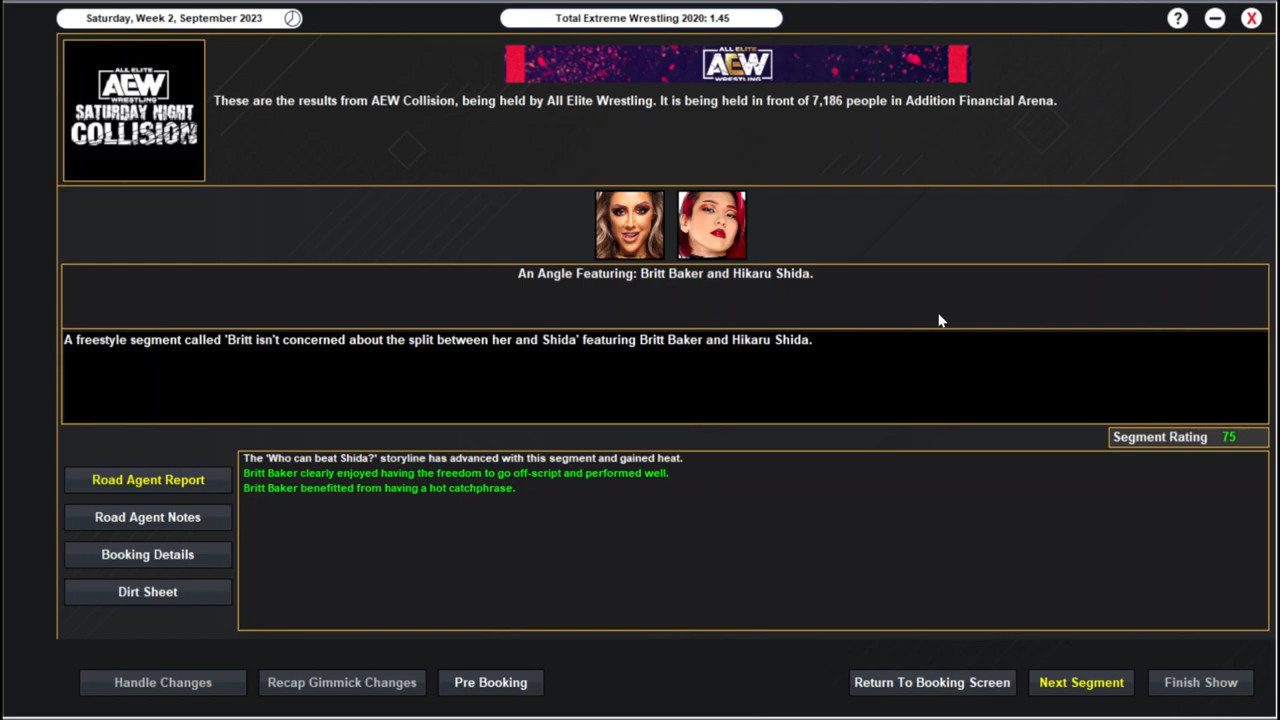 Saturday, Week 2, September 2023
Total Extreme Wrestling 2020: 1.45
?
X
ALL ELITE
AEW
WRESTLING
SATURDAY NIGHT
COLLISION
ALL ELITE
AEW
WRESTLING
These are the results from AEW Collision, being held by All Elite Wrestling. It is being held in front of 7,186 people in Addition Financial Arena.
An Angle Featuring: Britt Baker and Hikaru Shida.
A freestyle segment called 'Britt isn't concerned about the split between her and Shida' featuring Britt Baker and Hikaru Shida.
Segment Rating 75
The 'Who can beat Shida?' storyline has advanced with this segment and gained heat.
Britt Baker clearly enjoyed having the freedom to go off-script and performed well.
Britt Baker benefitted from having a hot catchphrase.
Road Agent Report
Road Agent Notes
Booking Details
Dirt Sheet
Handle Changes
Recap Gimmick Changes
Pre Booking
Return To Booking Screen
Next Segment
Finish Show